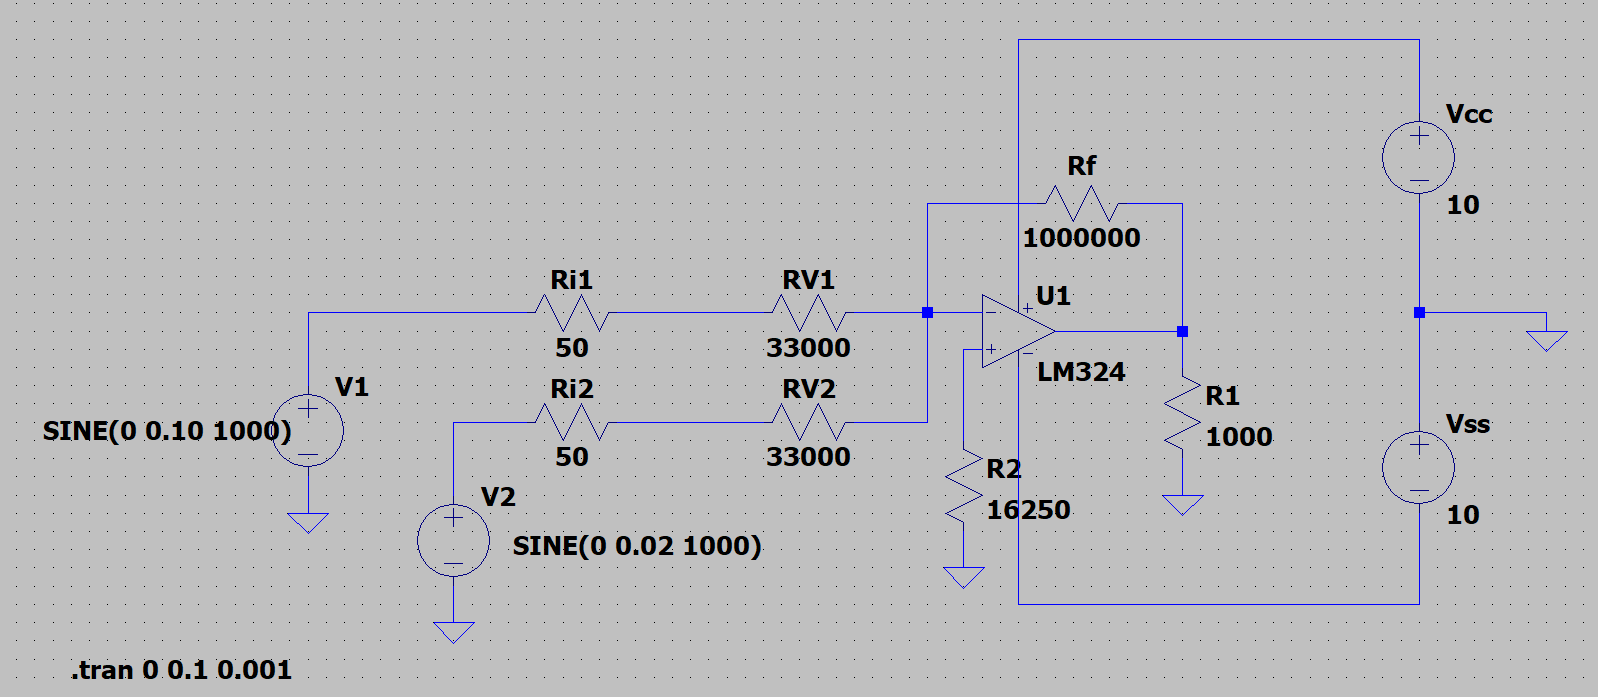 Vcc
10
Rf
1000000
Ri1
50
RV1
33000
U1
LM324
V1
SINE(0 0.10 1000)
Ri2
50
RV2
33000
R1
1000
Vss
10
R2
16250
V2
SINE(0 0.02 1000)
.tran 0 0.1 0.001